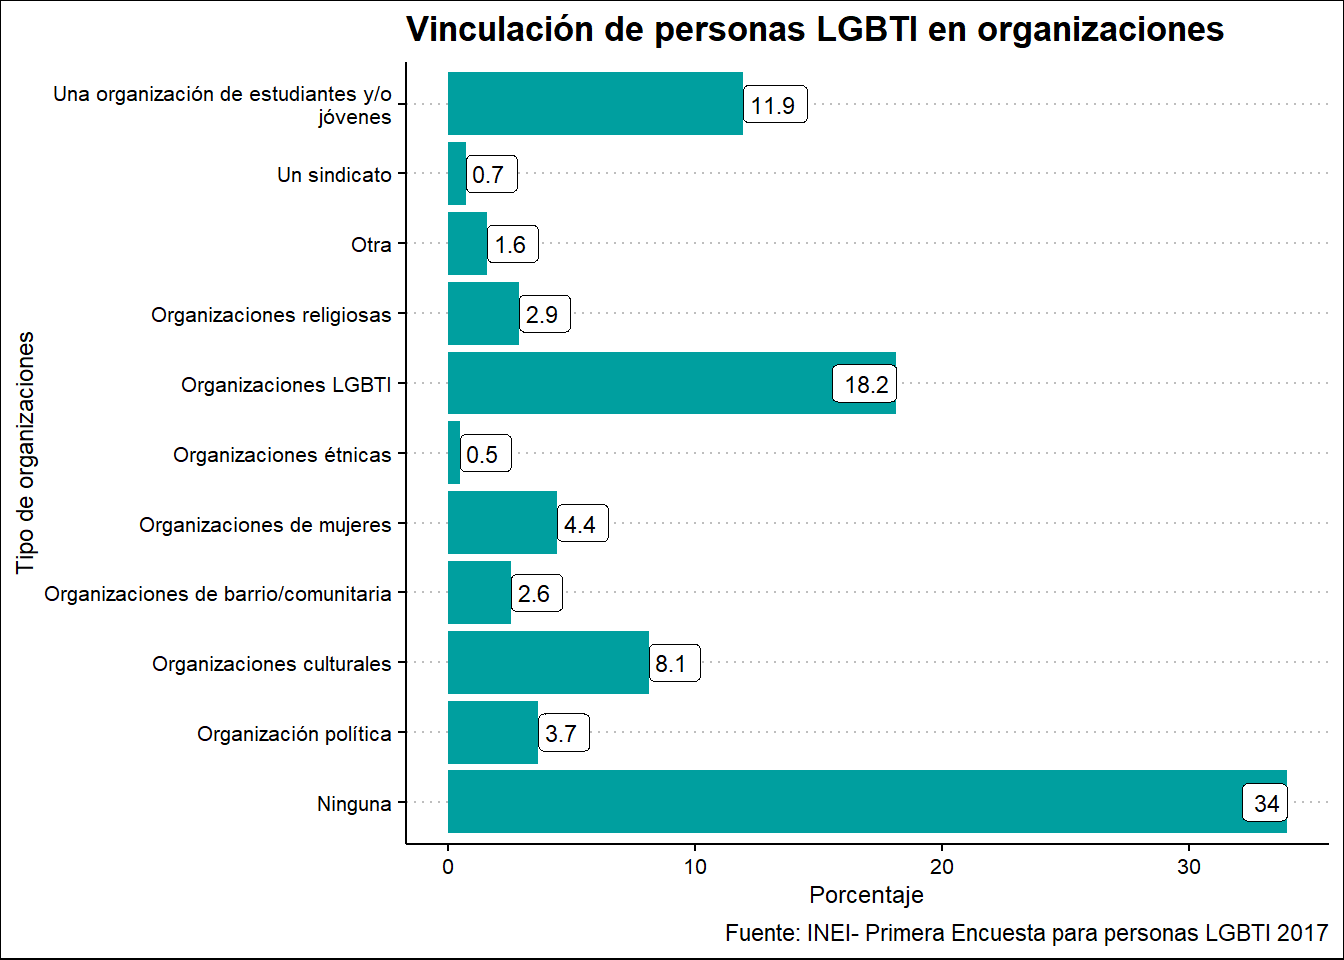 Vinculación de personas LGBTI en organizaciones
Tipo de organizaciones
Una organización de estudiantes y/o
jóvenes
11.9
Un sindicato
0.7
Otra
1.6
Organizaciones religiosas
2.9
Organizaciones LGBTI
18.2
Organizaciones étnicas
0.5
Organizaciones de mujeres
4.4
Organizaciones de barrio/comunitaria
2.6
Organizaciones culturales
8.1
Organización política
3.7
Ninguna
34
0 10 20 30
Porcentaje
Fuente: INEI- Primera Encuesta para personas LGBTI 2017